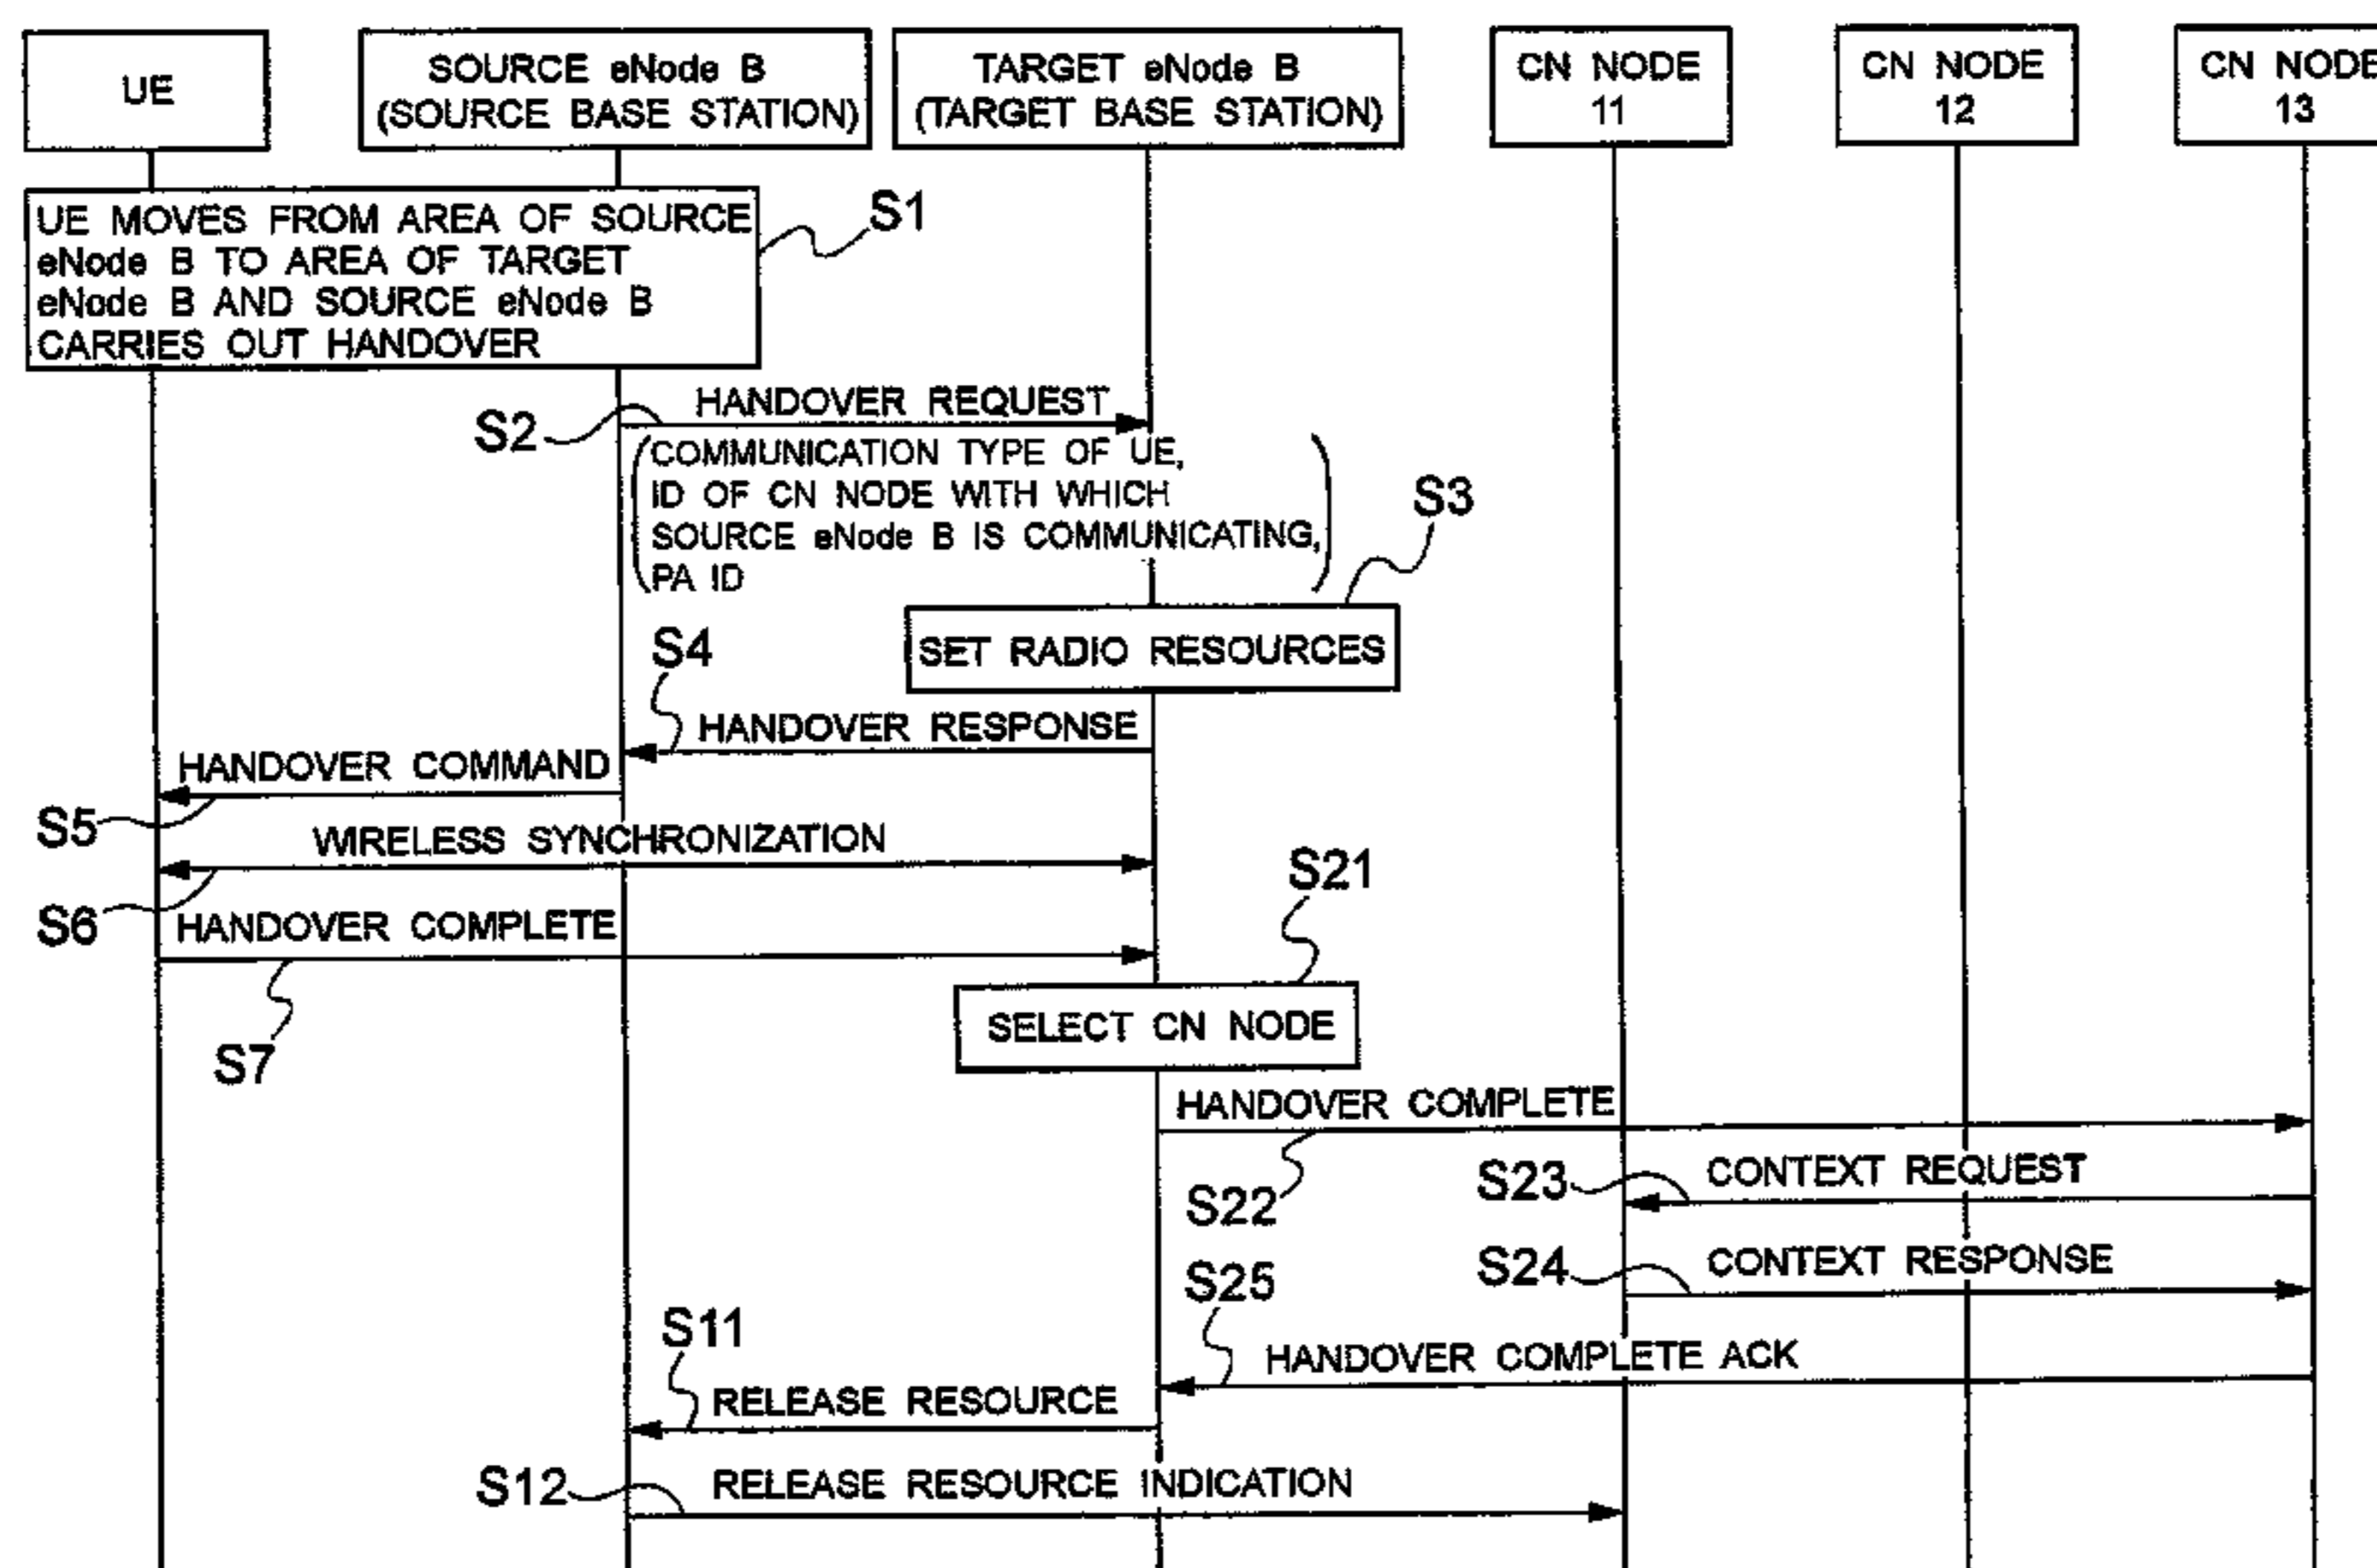 UE
SOURCE eNode B
(SOURCE BASE STATION)
TARGET eNode B
(TARGET BASE STATION)
CN NODE
11
CN NODE
12
CN NODE
13
UE MOVES FROM AREA OF SOURCE
eNode B TO AREA OF TARGET
eNode B AND SOURCE eNode B
CARRIES OUT HANDOVER
S1
S2
HANDOVER REQUEST
(COMMUNICATION TYPE OF UE,
ID OF CN NODE WITH WHICH
SOURCE eNode B IS COMMUNICATING,
PA ID)
S3
SET RADIO RESOURCES
S4
HANDOVER RESPONSE
HANDOVER COMMAND
S5
WIRELESS SYNCHRONIZATION
S6
HANDOVER COMPLETE
S7
S21
SELECT CN NODE
HANDOVER COMPLETE
S22
S23
CONTEXT REQUEST
S24
CONTEXT RESPONSE
S25
HANDOVER COMPLETE ACK
S11
RELEASE RESOURCE
S12
RELEASE RESOURCE INDICATION